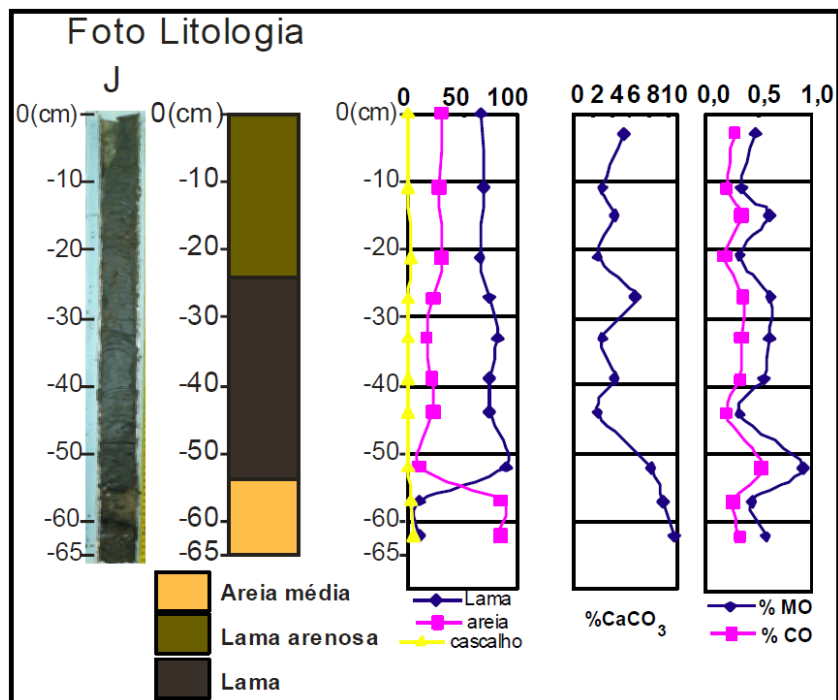 Foto Litologia
J
0(cm)
-10
-20
-30
-40
-50
-60
-65
0(cm)
-10
-20
-30
-40
-50
-60
-65
Areia média
Lama arenosa
Lama
0 50 100
0(cm)
-10
-20
-30
-40
-50
-60
-65
Lama
areia
cascalho
0 2 4 6 8 10
%CaCO₃
0,0 0,5 1,0
% MO
% CO